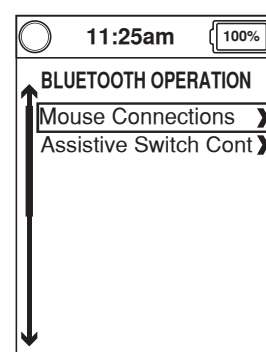 11:25am 100%
BLUETOOTH OPERATION
Mouse Connections
Assistive Switch Cont